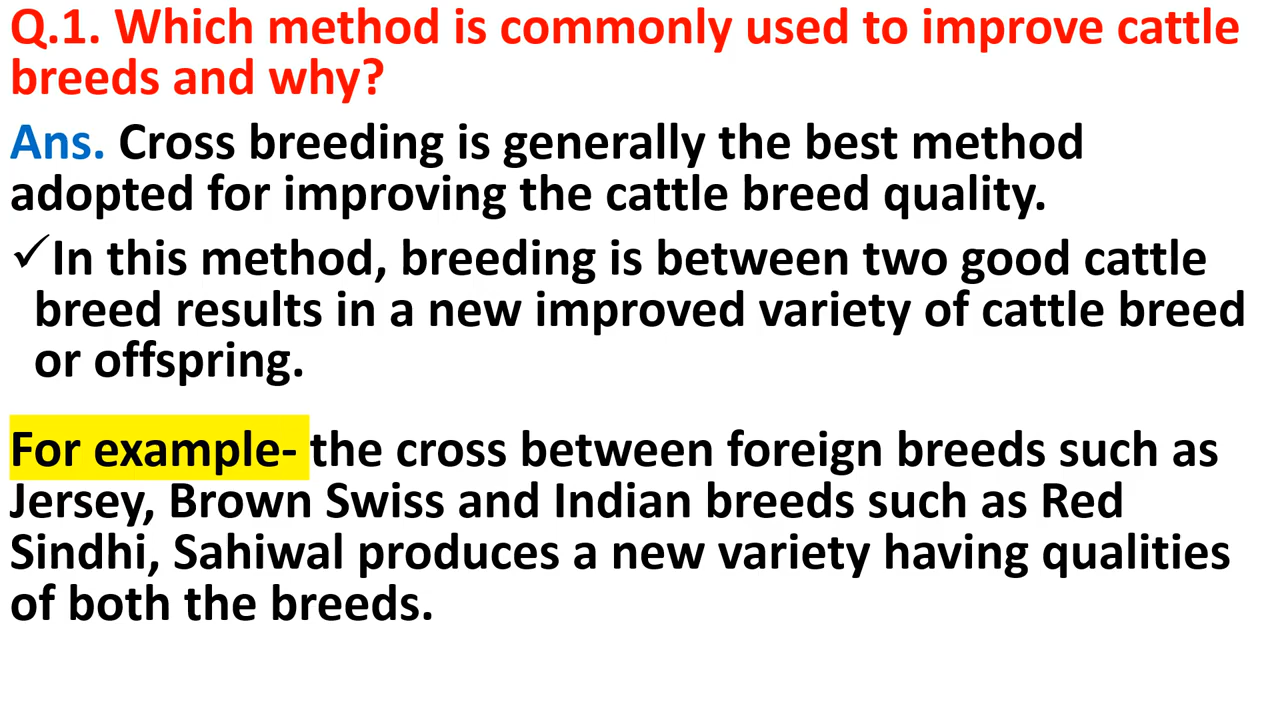 Q.1. Which method is commonly used to improve cattle
breeds and why?
Ans. Cross breeding is generally the best method
adopted for improving the cattle breed quality.
✓In this method, breeding is between two good cattle
breed results in a new improved variety of cattle breed
or offspring.
For example- the cross between foreign breeds such as
Jersey, Brown Swiss and Indian breeds such as Red
Sindhi, Sahiwal produces a new variety having qualities
of both the breeds.